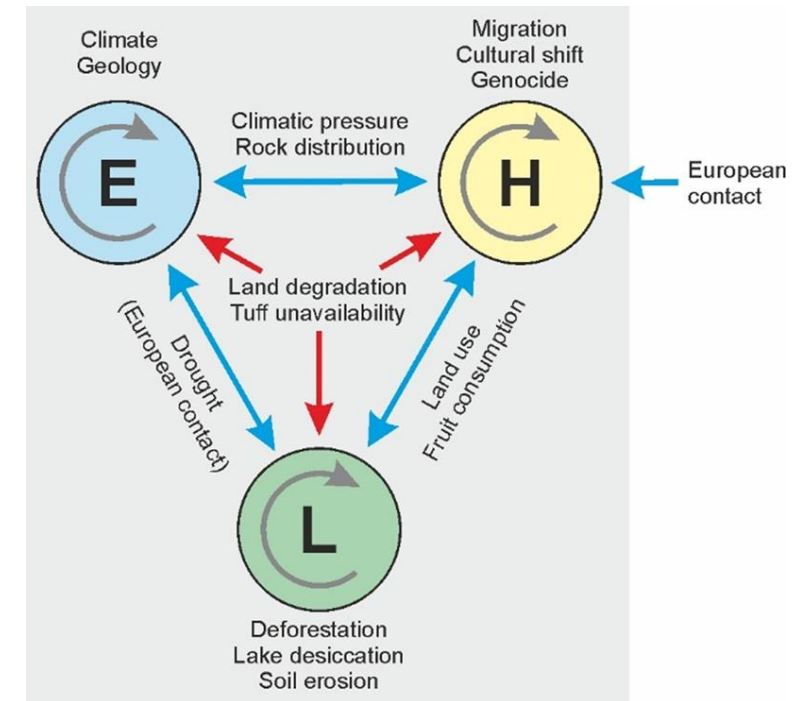 Climate
Geology
Migration
Cultural shift
Genocide
E
Climatic pressure
Rock distribution
H
European
contact
Land degradation
Tuff unavailability
Drought
(European contact)
Land use
Fruit consumption
L
Deforestation
Lake desiccation
Soil erosion